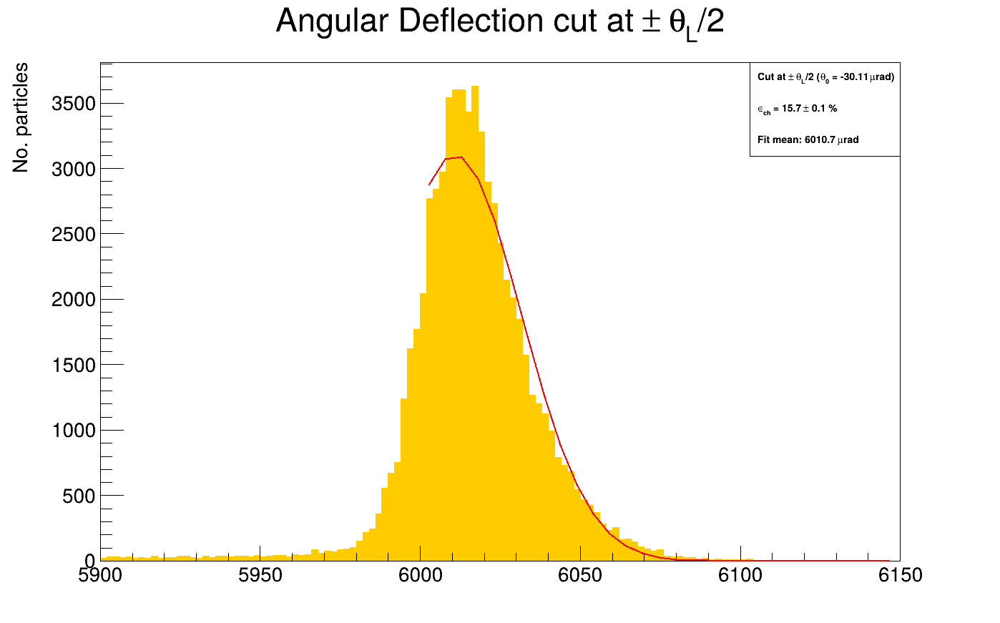 Angular Deflection cut at ± θL/2
No. particles
Cut at ± θL/2 (θ0 = -30.11 μrad)
ϵch = 15.7 ± 0.1 %
Fit mean: 6010.7 μrad
3500
3000
2500
2000
1500
1000
500
0
5900 5950 6000 6050 6100 6150